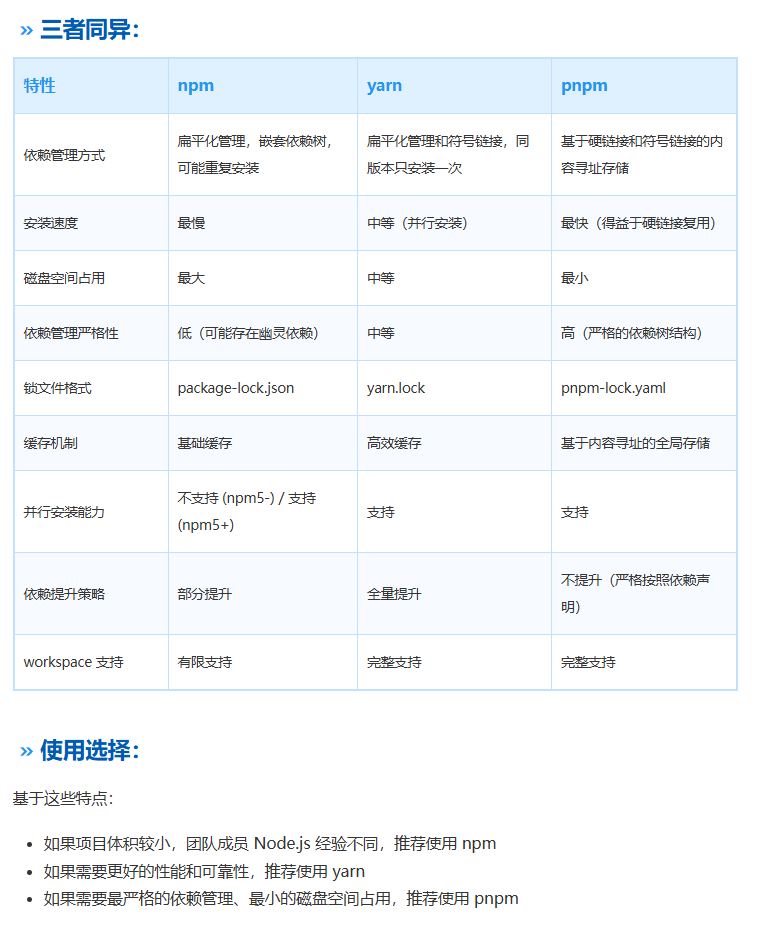 » 三者同异：
特性 npm yarn pnpm
依赖管理方式 扁平化管理，嵌套依赖树， 扁平化管理和符号链接，同 基于硬链接和符号链接的内
可能重复安装 版本只安装一次 容寻址存储
安装速度 最慢 中等（并行安装） 最快（得益于硬链接复用）
磁盘空间占用 最大 中等 最小
依赖管理严格性 低（可能存在幽灵依赖） 中等 高（严格的依赖树结构）
锁文件格式 package-lock.json yarn.lock pnpm-lock.yaml
缓存机制 基础缓存 高效缓存 基于内容寻址的全局存储
并行安装能力 不支持 (npm5-) / 支持 支持 支持
(npm5+)
依赖提升策略 部分提升 全量提升 不提升（严格按照依赖声
明）
workspace 支持 有限支持 完整支持 完整支持
» 使用选择：
基于这些特点：
• 如果项目体积较小，团队成员 Node.js 经验不同，推荐使用 npm
• 如果需要更好的性能和可靠性，推荐使用 yarn
• 如果需要最严格的依赖管理、最小的磁盘空间占用，推荐使用 pnpm